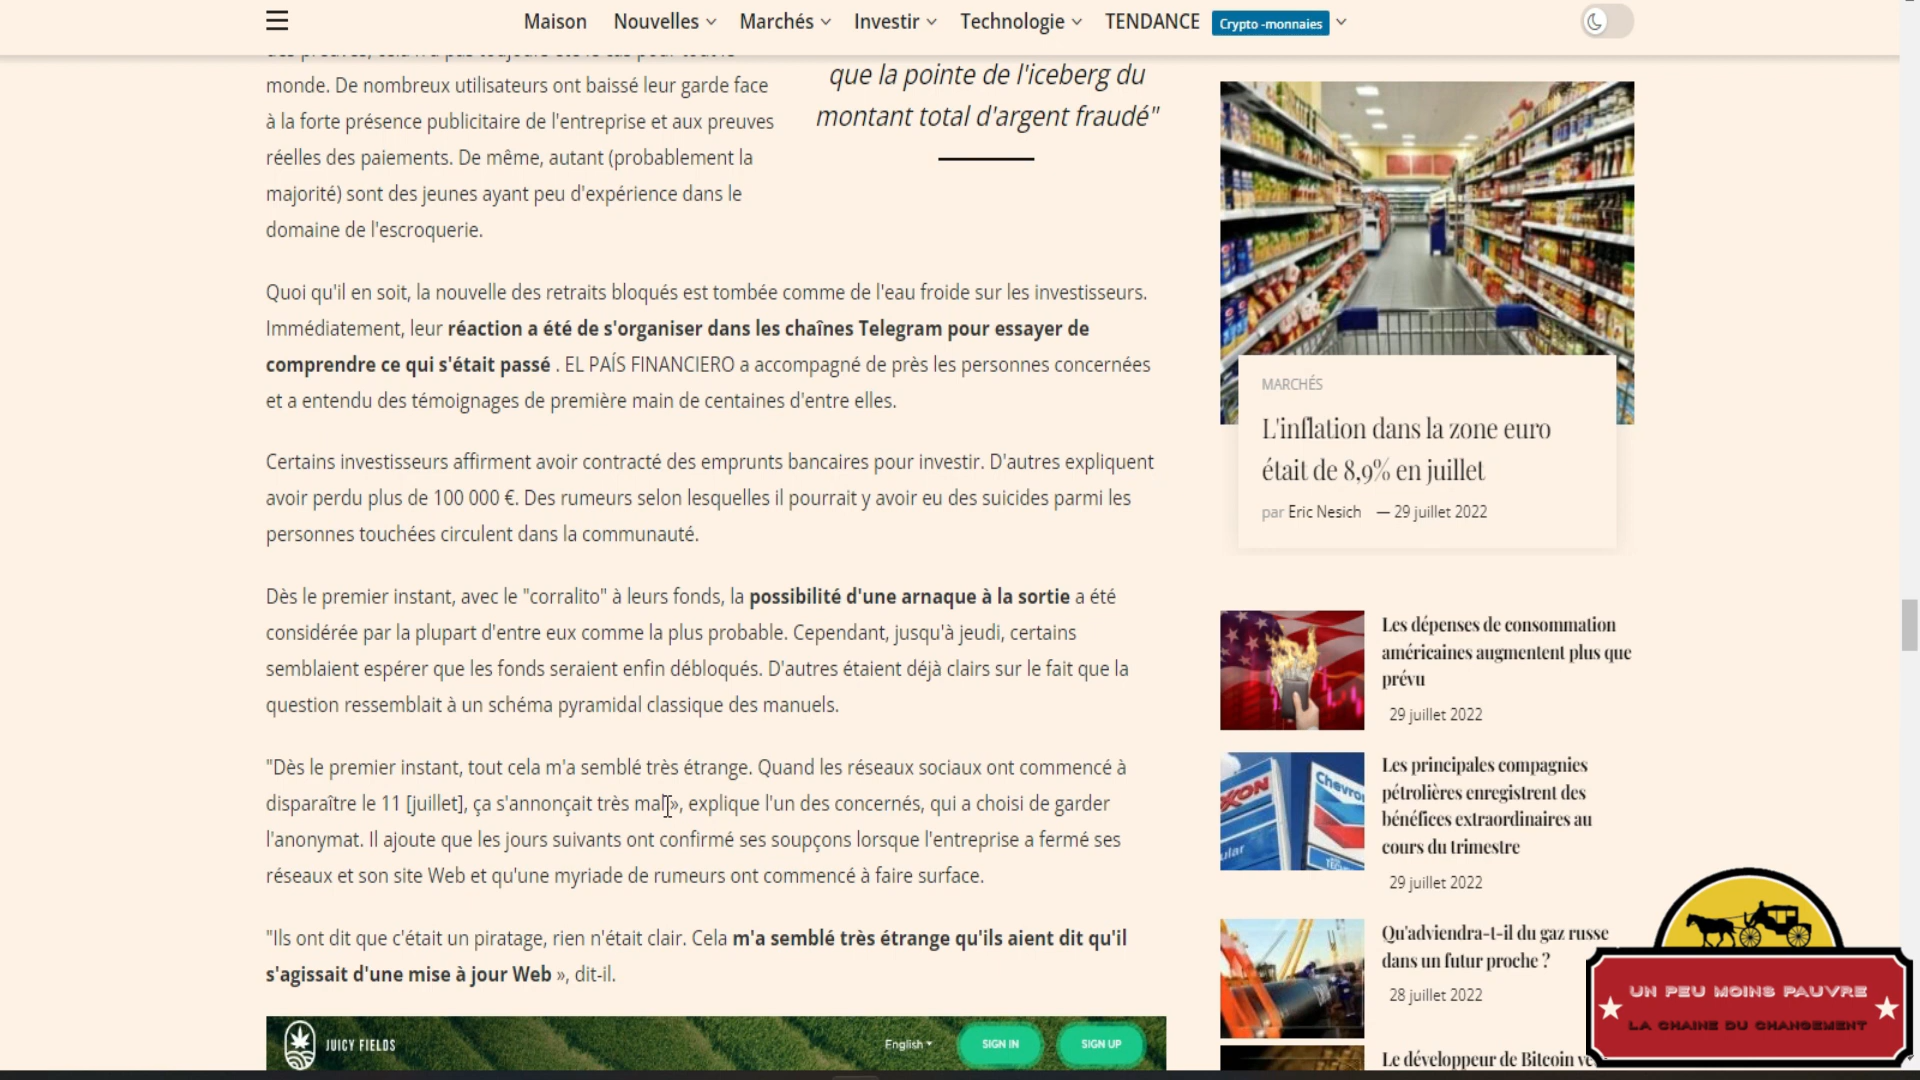 Maison Nouvelles Marchés Investir Technologie TENDANCE Crypto -monnaies
monde. De nombreux utilisateurs ont baissé leur garde face
à la forte présence publicitaire de l'entreprise et aux preuves
réelles des paiements. De même, autant (probablement la
majorité) sont des jeunes ayant peu d'expérience dans le
domaine de l'escroquerie.
que la pointe de l'iceberg du
montant total d'argent fraudé"
Quoi qu'il en soit, la nouvelle des retraits bloqués est tombée comme de l'eau froide sur les investisseurs.
Immédiatement, leur réaction a été de s'organiser dans les chaînes Telegram pour essayer de
comprendre ce qui s'était passé . EL PAÍS FINANCIERO a accompagné de près les personnes concernées
et a entendu des témoignages de première main de centaines d'entre elles.
Certains investisseurs affirment avoir contracté des emprunts bancaires pour investir. D'autres expliquent
avoir perdu plus de 100 000 €. Des rumeurs selon lesquelles il pourrait y avoir eu des suicides parmi les
personnes touchées circulent dans la communauté.
Dès le premier instant, avec le "corralito" à leurs fonds, la possibilité d'une arnaque à la sortie a été
considérée par la plupart d'entre eux comme la plus probable. Cependant, jusqu'à jeudi, certains
semblaient espérer que les fonds seraient enfin débloqués. D'autres étaient déjà clairs sur le fait que la
question ressemblait à un schéma pyramidal classique des manuels.
"Dès le premier instant, tout cela m'a semblé très étrange. Quand les réseaux sociaux ont commencé à
disparaître le 11 [juillet], ça s'annonçait très mal », explique l'un des concernés, qui a choisi de garder
l'anonymat. Il ajoute que les jours suivants ont confirmé ses soupçons lorsque l'entreprise a fermé ses
réseaux et son site Web et qu'une myriade de rumeurs ont commencé à faire surface.
"Ils ont dit que c'était un piratage, rien n'était clair. Cela m'a semblé très étrange qu'ils aient dit qu'il
s'agissait d'une mise à jour Web », dit-il.
JUICY FIELDS English SIGN IN SIGN UP
MARCHÉS
L'inflation dans la zone euro
était de 8,9% en juillet
par Eric Nesich — 29 juillet 2022
Les dépenses de consommation
américaines augmentent plus que
prévu
29 juillet 2022
Chevron
Les principales compagnies
pétrolières enregistrent des
bénéfices extraordinaires au
cours du trimestre
29 juillet 2022
Qu'adviendra-t-il du gaz russe
dans un futur proche ?
28 juillet 2022
Le développeur de Bitcoin
UN PEU MOINS PAUVRE
LA CHAINE DU CHANGEMENT